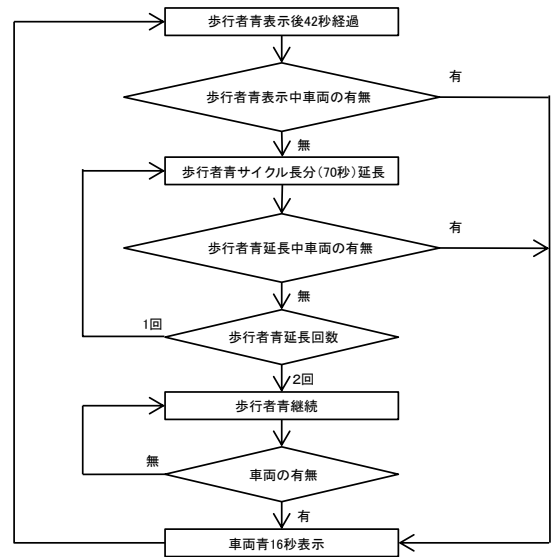 歩行者青表示後42秒経過
有
歩行者青表示中車両の有無
無
歩行者青サイクル長分(70秒)延長
有
歩行者青延長中車両の有無
無
1回
歩行者青延長回数
2回
歩行者青継続
無
車両の有無
有
車両青16秒表示